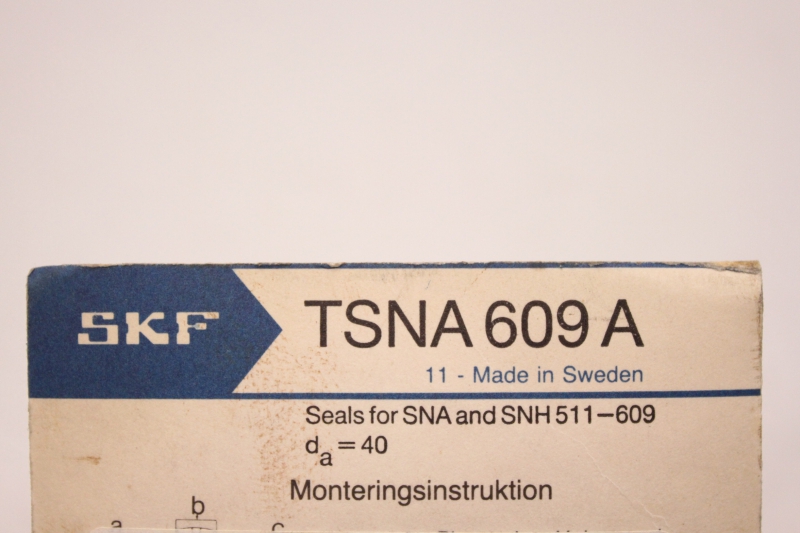 SKF
TSNA 609 A
11 - Made in Sweden
Seals for SNA and SNH 511–609
da = 40
Monteringsinstruktion
b
a
c